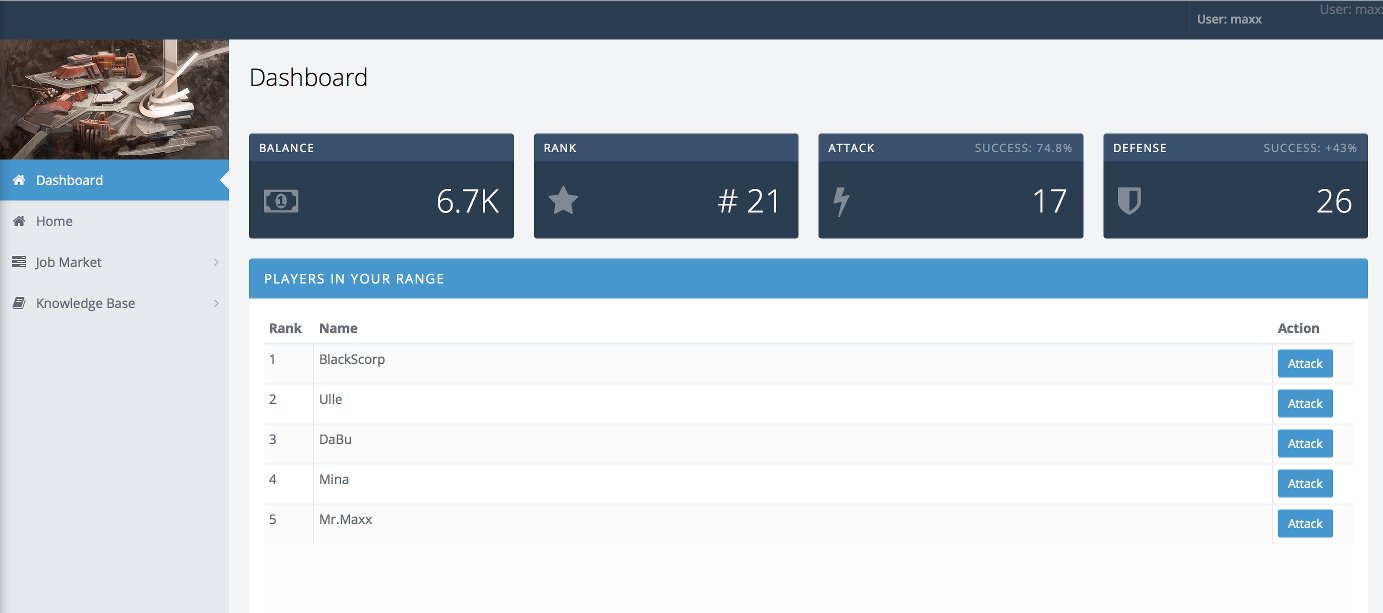 User: maxx
User: max
Dashboard
Home
Job Market
Knowledge Base
Dashboard
BALANCE
6.7K
RANK
# 21
ATTACK SUCCESS: 74.8%
17
DEFENSE SUCCESS: +43%
26
PLAYERS IN YOUR RANGE
Rank Name Action
1 BlackScorp Attack
2 Ulle Attack
3 DaBu Attack
4 Mina Attack
5 Mr.Maxx Attack